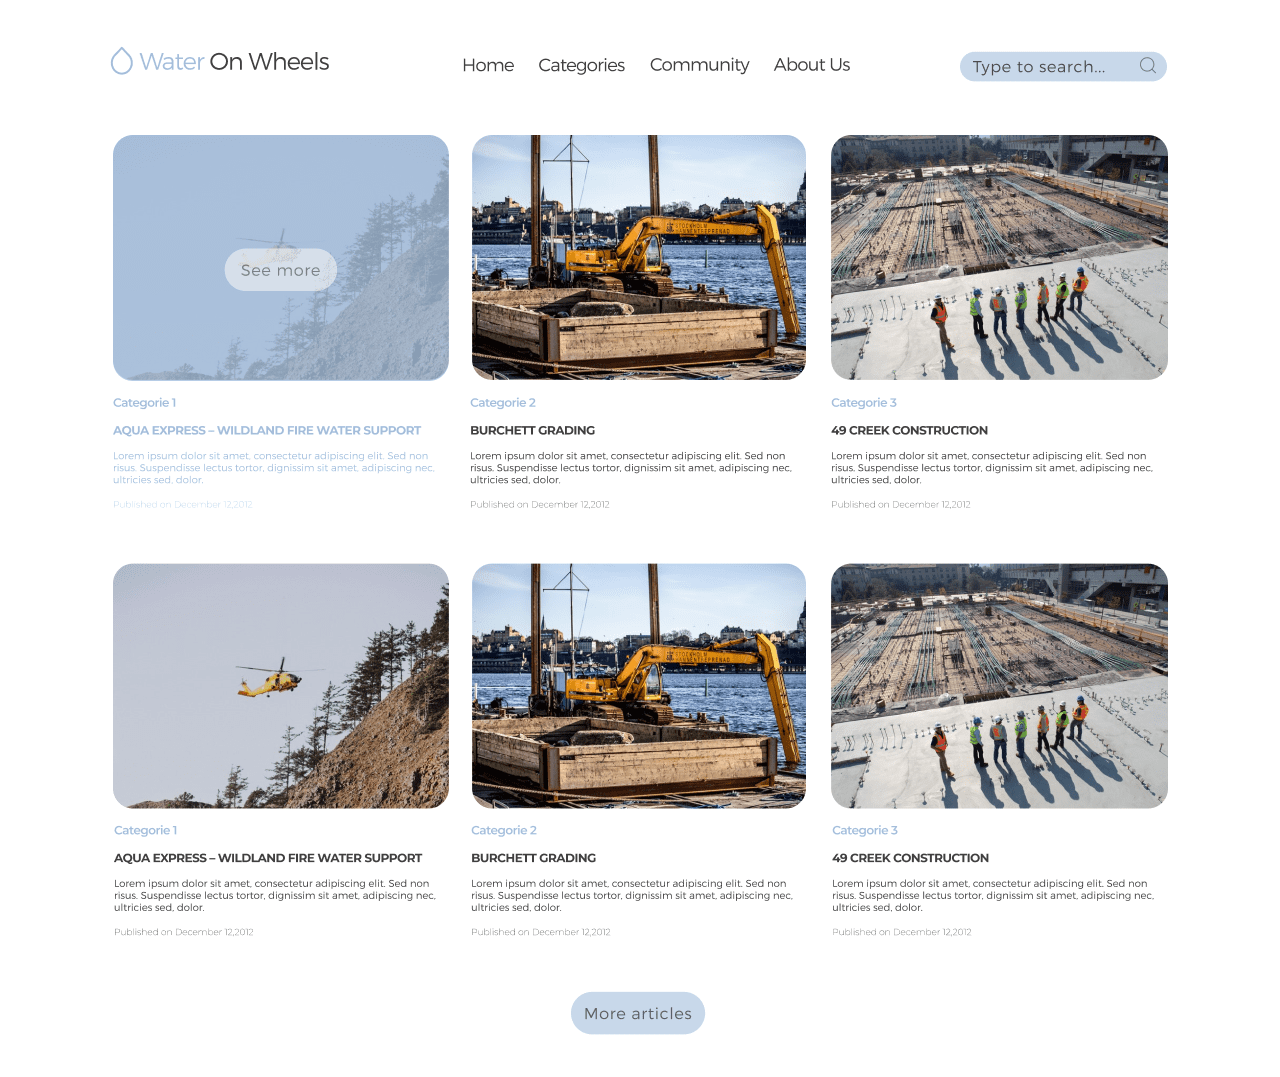 Water On Wheels
Home
Categories
Community
About Us
Type to search...
See more
STOCKHOLM
Categorie 1
AQUA EXPRESS – WILDLAND FIRE WATER SUPPORT
Lorem ipsum dolor sit amet, consectetur adipiscing elit. Sed non
risus. Suspendisse lectus tortor, dignissim sit amet, adipiscing nec,
ultricies sed, dolor.
Published on December 12,2012
Categorie 2
BURCHETT GRADING
Lorem ipsum dolor sit amet, consectetur adipiscing elit. Sed non
risus. Suspendisse lectus tortor, dignissim sit amet, adipiscing nec,
ultricies sed, dolor.
Published on December 12,2012
Categorie 3
49 CREEK CONSTRUCTION
Lorem ipsum dolor sit amet, consectetur adipiscing elit. Sed non
risus. Suspendisse lectus tortor, dignissim sit amet, adipiscing nec,
ultricies sed, dolor.
Published on December 12,2012
STOCKHOLM
Categorie 1
AQUA EXPRESS – WILDLAND FIRE WATER SUPPORT
Lorem ipsum dolor sit amet, consectetur adipiscing elit. Sed non
risus. Suspendisse lectus tortor, dignissim sit amet, adipiscing nec,
ultricies sed, dolor.
Published on December 12,2012
Categorie 2
BURCHETT GRADING
Lorem ipsum dolor sit amet, consectetur adipiscing elit. Sed non
risus. Suspendisse lectus tortor, dignissim sit amet, adipiscing nec,
ultricies sed, dolor.
Published on December 12,2012
Categorie 3
49 CREEK CONSTRUCTION
Lorem ipsum dolor sit amet, consectetur adipiscing elit. Sed non
risus. Suspendisse lectus tortor, dignissim sit amet, adipiscing nec,
ultricies sed, dolor.
Published on December 12,2012
More articles